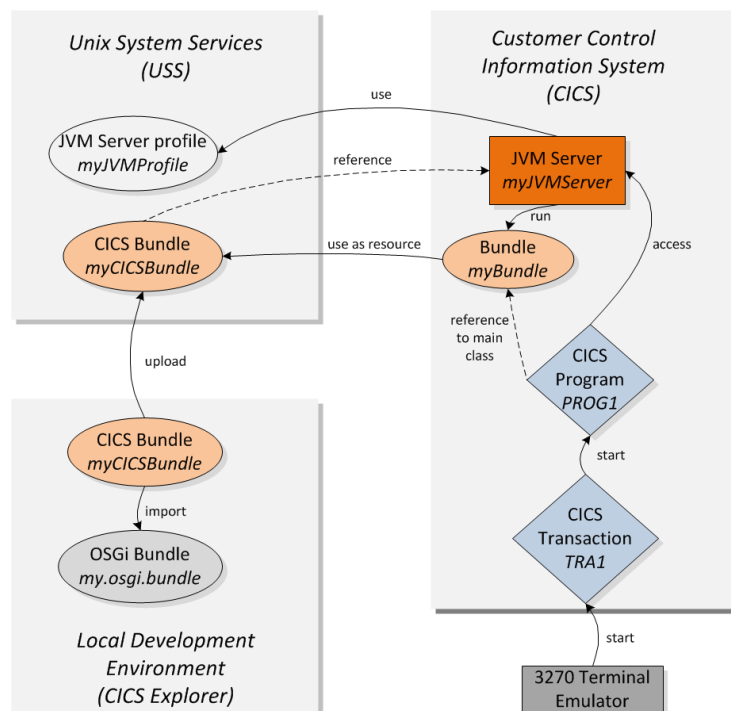 Unix System Services
(USS)
Customer Control
Information System
(CICS)
use
JVM Server profile
myJVMProfile
reference
JVM Server
myJVMServer
run
CICS Bundle
myCICSBundle
use as resource
Bundle
myBundle
access
reference
to main
class
upload
CICS
Program
PROG1
CICS Bundle
myCICSBundle
start
import
CICS
Transaction
TRA1
OSGi Bundle
my.osgi.bundle
Local Development
Environment
(CICS Explorer)
start
3270 Terminal
Emulator